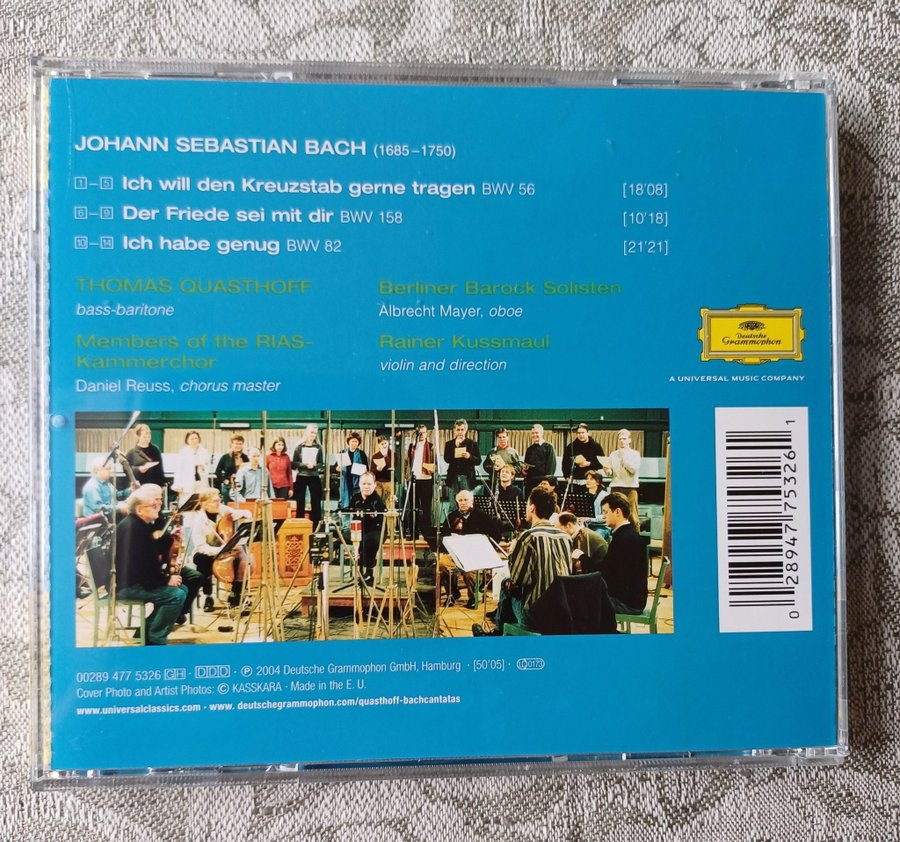 JOHANN SEBASTIAN BACH (1685–1750)
1–5 Ich will den Kreuzstab gerne tragen BWV 56 [18'08]
6–9 Der Friede sei mit dir BWV 158 [10'18]
10–14 Ich habe genug BWV 82 [21'21]
THOMAS QUASTHOFF
bass-baritone
Members of the RIAS-
Kammerchor
Daniel Reuss, chorus master
Berliner Barock Solisten
Albrecht Mayer, oboe
Rainer Kussmaul
violin and direction
Deutsche
Grammophon
A UNIVERSAL MUSIC COMPANY
0 28947 75326 1
00289 477 5326 GH · DDD · ℗ 2004 Deutsche Grammophon GmbH, Hamburg · [50'05] · LC 0173
Cover Photo and Artist Photos: © KASSKARA · Made in the E. U.
www.universalclassics.com · www. deutschegrammophon.com/quasthoff-bachcantatas